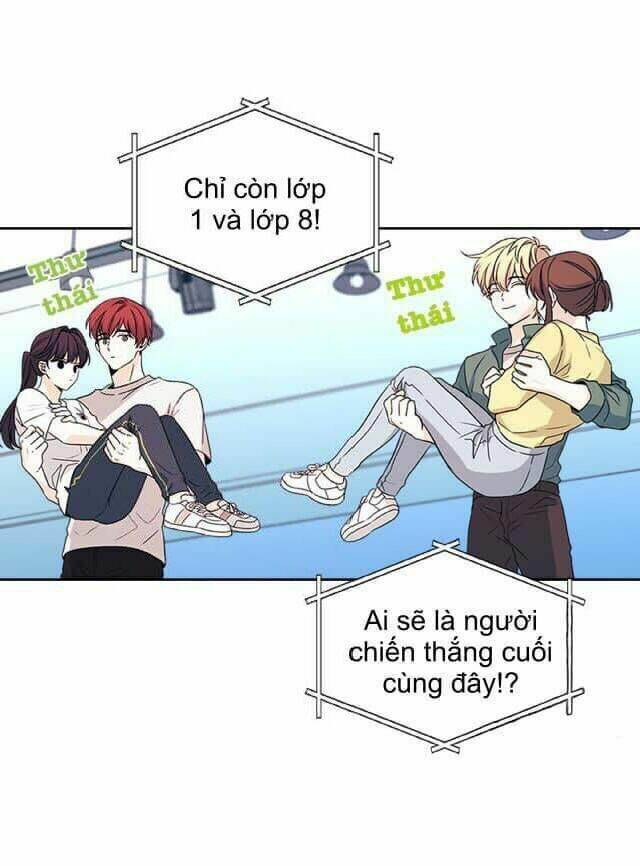 Chỉ còn lớp
1 và lớp 8!
Thư
thái
Thư
thái
Ai sẽ là người
chiến thắng cuối
cùng đây!?